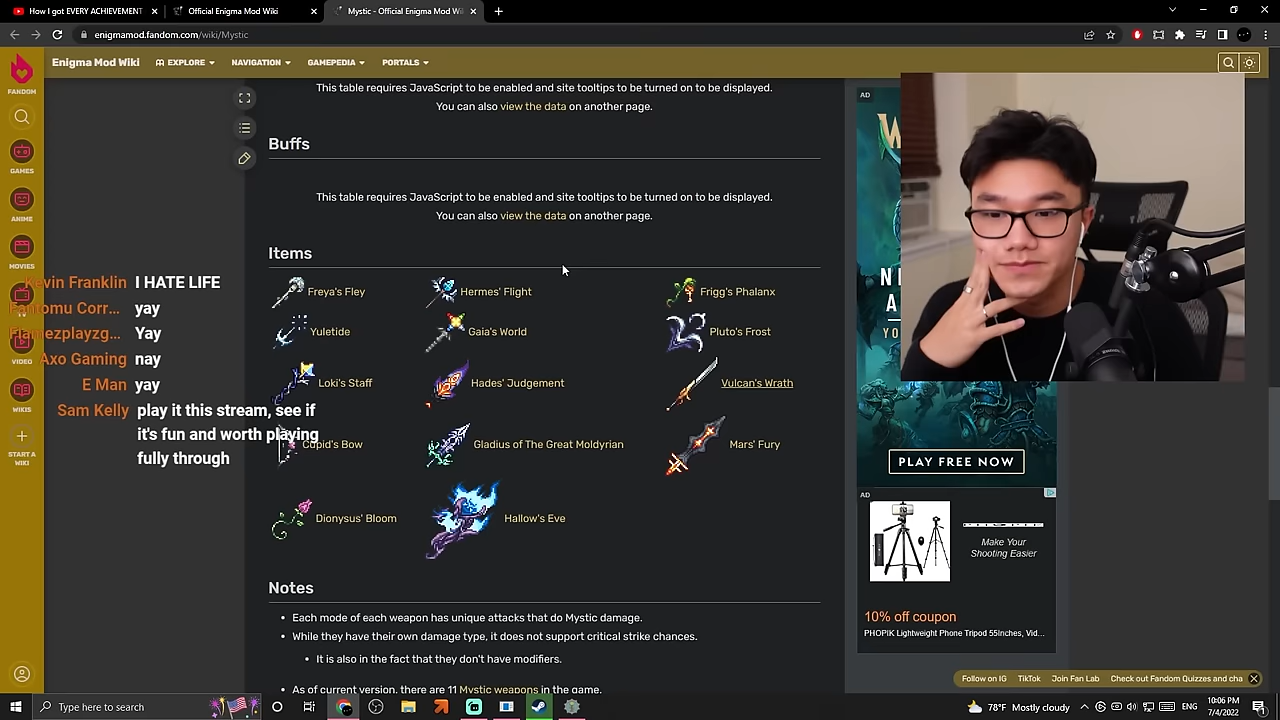 How I got EVERY ACHIEVEMENT
Official Enigma Mod Wiki
Mystic - Official Enigma Mod Wi
enigmamod.fandom.com/wiki/Mystic
FANDOM
Enigma Mod Wiki
EXPLORE
NAVIGATION
GAMEPEDIA
PORTALS
GAMES
ANIME
MOVIES
VIDEO
WIKIS
START A
WIKI
This table requires JavaScript to be enabled and site tooltips to be turned on to be displayed.
You can also view the data on another page.
Buffs
This table requires JavaScript to be enabled and site tooltips to be turned on to be displayed.
You can also view the data on another page.
Items
Freya's Fley
Hermes' Flight
Frigg's Phalanx
Yuletide
Gaia's World
Pluto's Frost
Loki's Staff
Hades' Judgement
Vulcan's Wrath
Cupid's Bow
Gladius of The Great Moldyrian
Mars' Fury
Dionysus' Bloom
Hallow's Eve
Notes
Each mode of each weapon has unique attacks that do Mystic damage.
While they have their own damage type, it does not support critical strike chances.
It is also in the fact that they don't have modifiers.
As of current version, there are 11 Mystic weapons in the game.
Kevin Franklin I HATE LIFE
Famomu Corr... yay
Flamezplayzg... Yay
Axo Gaming nay
E Man yay
Sam Kelly play it this stream, see if
it's fun and worth playing
fully through
AD
PLAY FREE NOW
AD
Make Your
Shooting Easier
10% off coupon
PHOPIK Lightweight Phone Tripod 55Inches, Vid...
Follow on IG
TikTok
Join Fan Lab
Check out Fandom Quizzes and cha
Type here to search
78°F Mostly cloudy
ENG
10:06 PM
7/4/2022